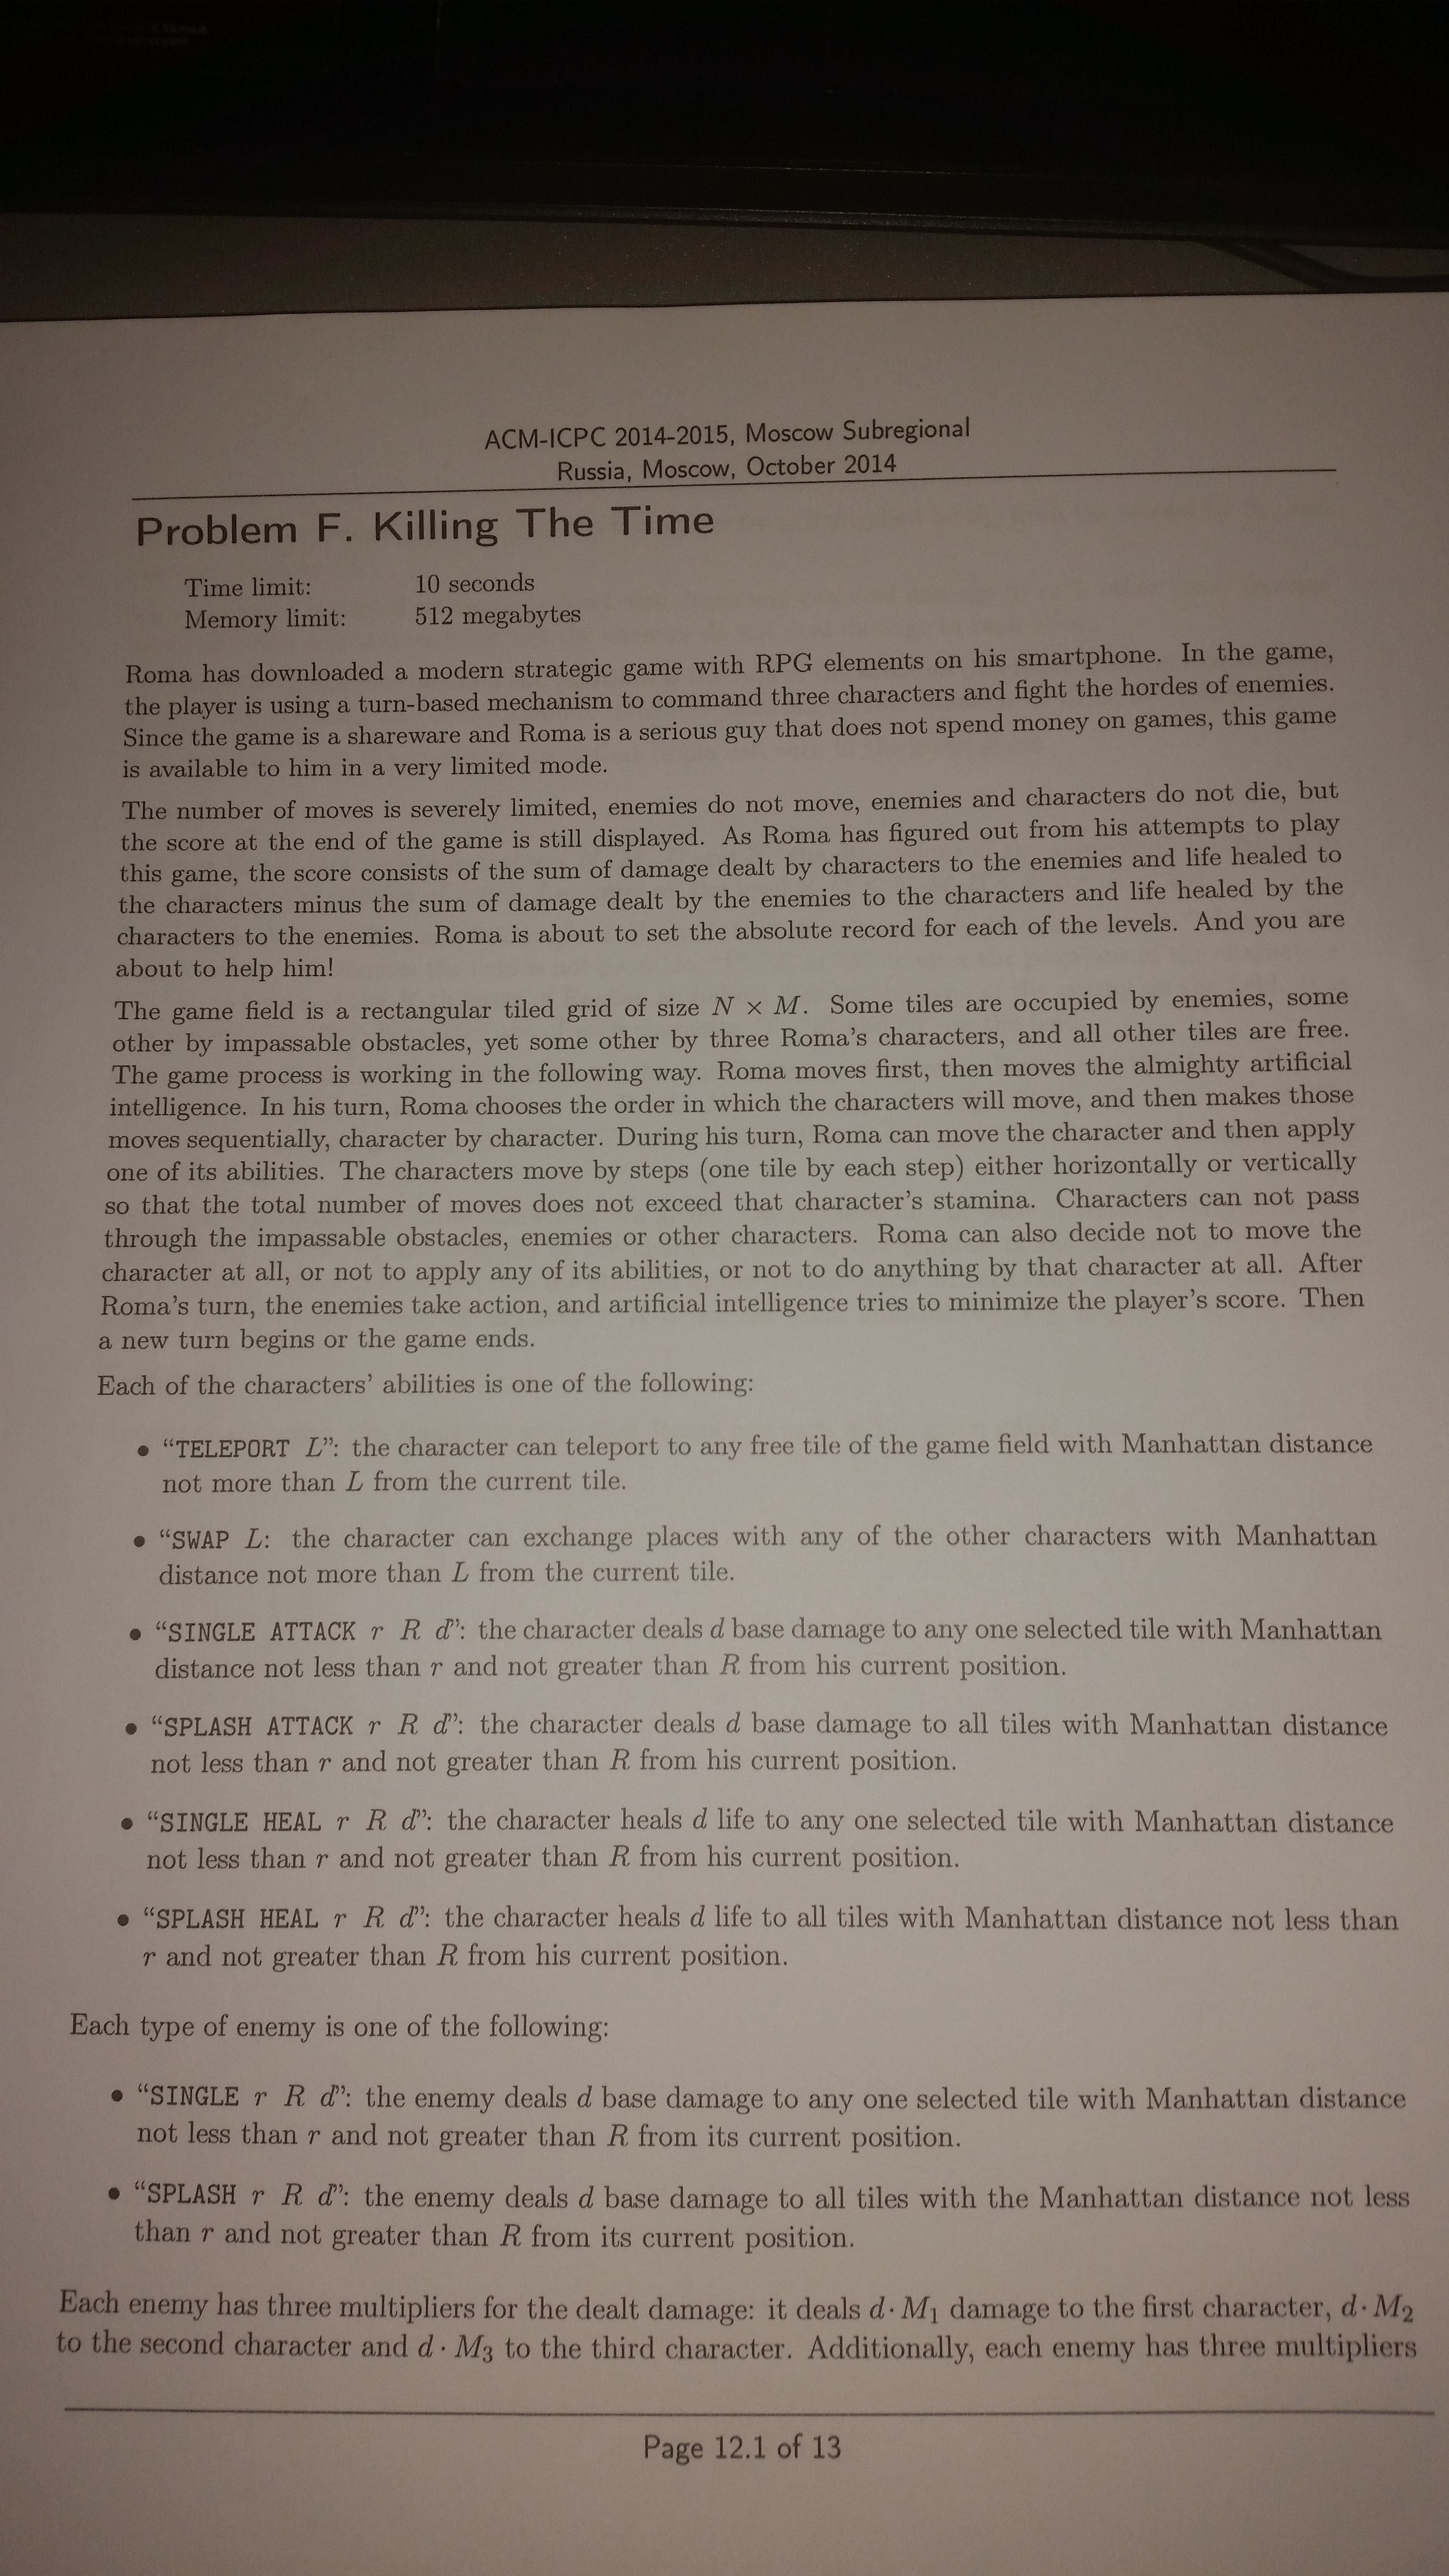 ACM-ICPC 2014-2015, Moscow Subregional
Russia, Moscow, October 2014
Problem F. Killing The Time
Time limit: 10 seconds
Memory limit: 512 megabytes
Roma has downloaded a modern strategic game with RPG elements on his smartphone. In the game,
the player is using a turn-based mechanism to command three characters and fight the hordes of enemies.
Since the game is a shareware and Roma is a serious guy that does not spend money on games, this game
is available to him in a very limited mode.
The number of moves is severely limited, enemies do not move, enemies and characters do not die, but
the score at the end of the game is still displayed. As Roma has figured out from his attempts to play
this game, the score consists of the sum of damage dealt by characters to the enemies and life healed to
the characters minus the sum of damage dealt by the enemies to the characters and life healed by the
characters to the enemies. Roma is about to set the absolute record for each of the levels. And you are
about to help him!
The game field is a rectangular tiled grid of size N × M. Some tiles are occupied by enemies, some
other by impassable obstacles, yet some other by three Roma's characters, and all other tiles are free.
The game process is working in the following way. Roma moves first, then moves the almighty artificial
intelligence. In his turn, Roma chooses the order in which the characters will move, and then makes those
moves sequentially, character by character. During his turn, Roma can move the character and then apply
one of its abilities. The characters move by steps (one tile by each step) either horizontally or vertically
so that the total number of moves does not exceed that character's stamina. Characters can not pass
through the impassable obstacles, enemies or other characters. Roma can also decide not to move the
character at all, or not to apply any of its abilities, or not to do anything by that character at all. After
Roma's turn, the enemies take action, and artificial intelligence tries to minimize the player's score. Then
a new turn begins or the game ends.
Each of the characters' abilities is one of the following:
• “TELEPORT L”: the character can teleport to any free tile of the game field with Manhattan distance
not more than L from the current tile.
• “SWAP L: the character can exchange places with any of the other characters with Manhattan
distance not more than L from the current tile.
• “SINGLE ATTACK r R d”: the character deals d base damage to any one selected tile with Manhattan
distance not less than r and not greater than R from his current position.
• “SPLASH ATTACK r R d”: the character deals d base damage to all tiles with Manhattan distance
not less than r and not greater than R from his current position.
• “SINGLE HEAL r R d”: the character heals d life to any one selected tile with Manhattan distance
not less than r and not greater than R from his current position.
• “SPLASH HEAL r R d”: the character heals d life to all tiles with Manhattan distance not less than
r and not greater than R from his current position.
Each type of enemy is one of the following:
• “SINGLE r R d”: the enemy deals d base damage to any one selected tile with Manhattan distance
not less than r and not greater than R from its current position.
• “SPLASH r R d”: the enemy deals d base damage to all tiles with the Manhattan distance not less
than r and not greater than R from its current position.
Each enemy has three multipliers for the dealt damage: it deals d · M₁ damage to the first character, d · M₂
to the second character and d · M₃ to the third character. Additionally, each enemy has three multipliers
Page 12.1 of 13